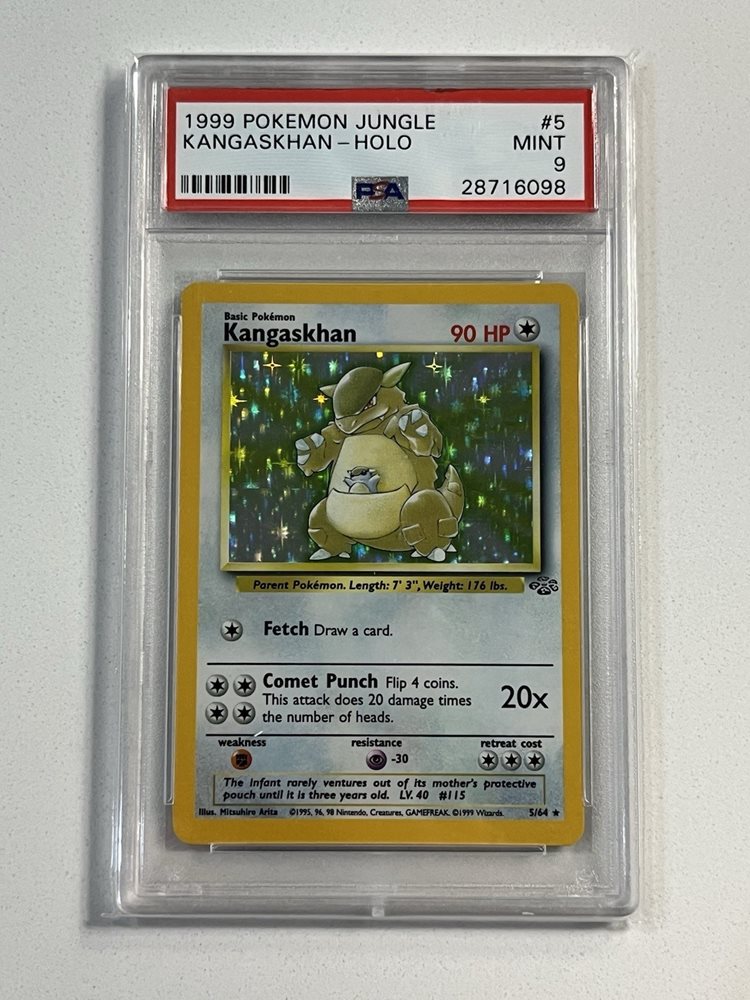 1999 POKEMON JUNGLE #5
KANGASKHAN – HOLO MINT
9
PSA 28716098
Basic Pokémon
Kangaskhan 90 HP
Parent Pokémon. Length: 7' 3", Weight: 176 lbs.
Fetch Draw a card.
Comet Punch Flip 4 coins.
This attack does 20 damage times
the number of heads.
20x
weakness resistance retreat cost
-30
The infant rarely ventures out of its mother's protective
pouch until it is three years old. LV. 40 #115
Illus. Mitsuhiro Arita ©1995, 96, 98 Nintendo, Creatures, GAMEFREAK. ©1999 Wizards. 5/64 ★